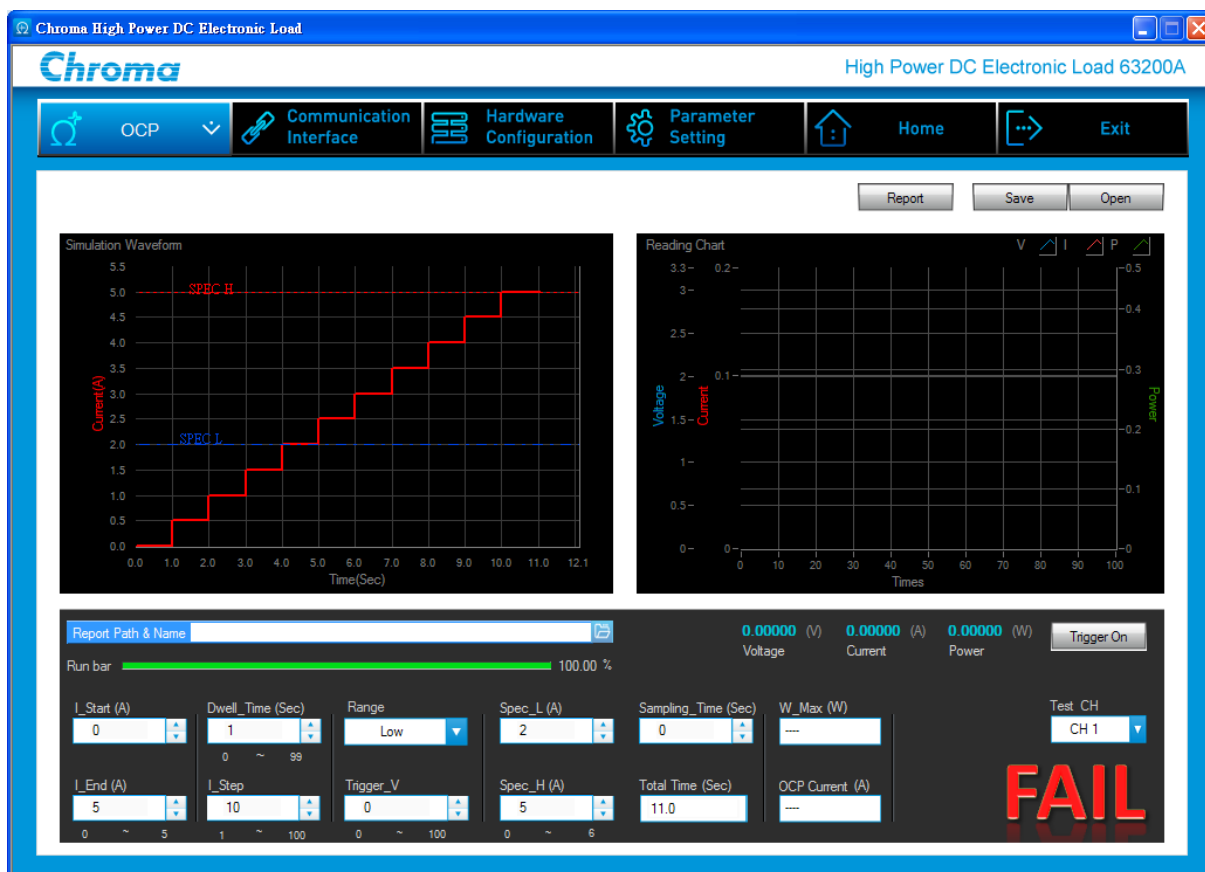 Chroma High Power DC Electronic Load
Chroma
High Power DC Electronic Load 63200A
OCP
Communication Interface
Hardware Configuration
Parameter Setting
Home
Exit
Report
Save
Open
Simulation Waveform
5.5
5.0
4.5
4.0
3.5
3.0
2.5
2.0
1.5
1.0
0.5
0.0
Current(A)
SPEC H
SPEC L
0.0 1.0 2.0 3.0 4.0 5.0 6.0 7.0 8.0 9.0 10.0 11.0 12.1
Time(Sec)
Reading Chart
V I P
3.3
3
2.5
2
1.5
1
0.5
0
Voltage
0.2
0.1
0
Current
0.5
0.4
0.3
0.2
0.1
0
Power
0 10 20 30 40 50 60 70 80 90 100
Times
Report Path & Name
Run bar 100.00 %
0.00000 (V) 0.00000 (A) 0.00000 (W)
Voltage Current Power
Trigger On
I_Start (A) Dwell_Time (Sec) Range Spec_L (A) Sampling_Time (Sec) W_Max (W) Test CH
0 1 Low 2 0 ---- CH 1
0 ~ 99
I_End (A) I_Step Trigger_V Spec_H (A) Total Time (Sec) OCP Current (A)
5 10 0 5 11.0 ----
0 ~ 5 1 ~ 100 0 ~ 100 0 ~ 6
FAIL